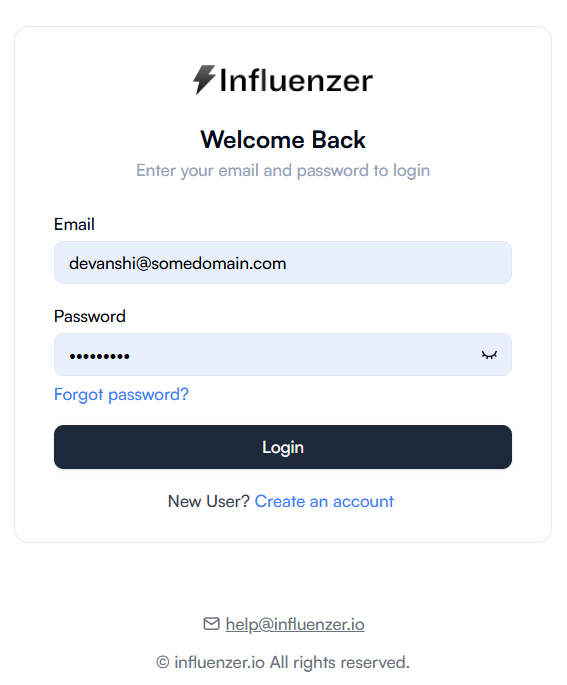 Influenzer
Welcome Back
Enter your email and password to login
Email
devanshi@somedomain.com
Password
•••••••••
Forgot password?
Login
New User? Create an account
help@influenzer.io
© influenzer.io All rights reserved.